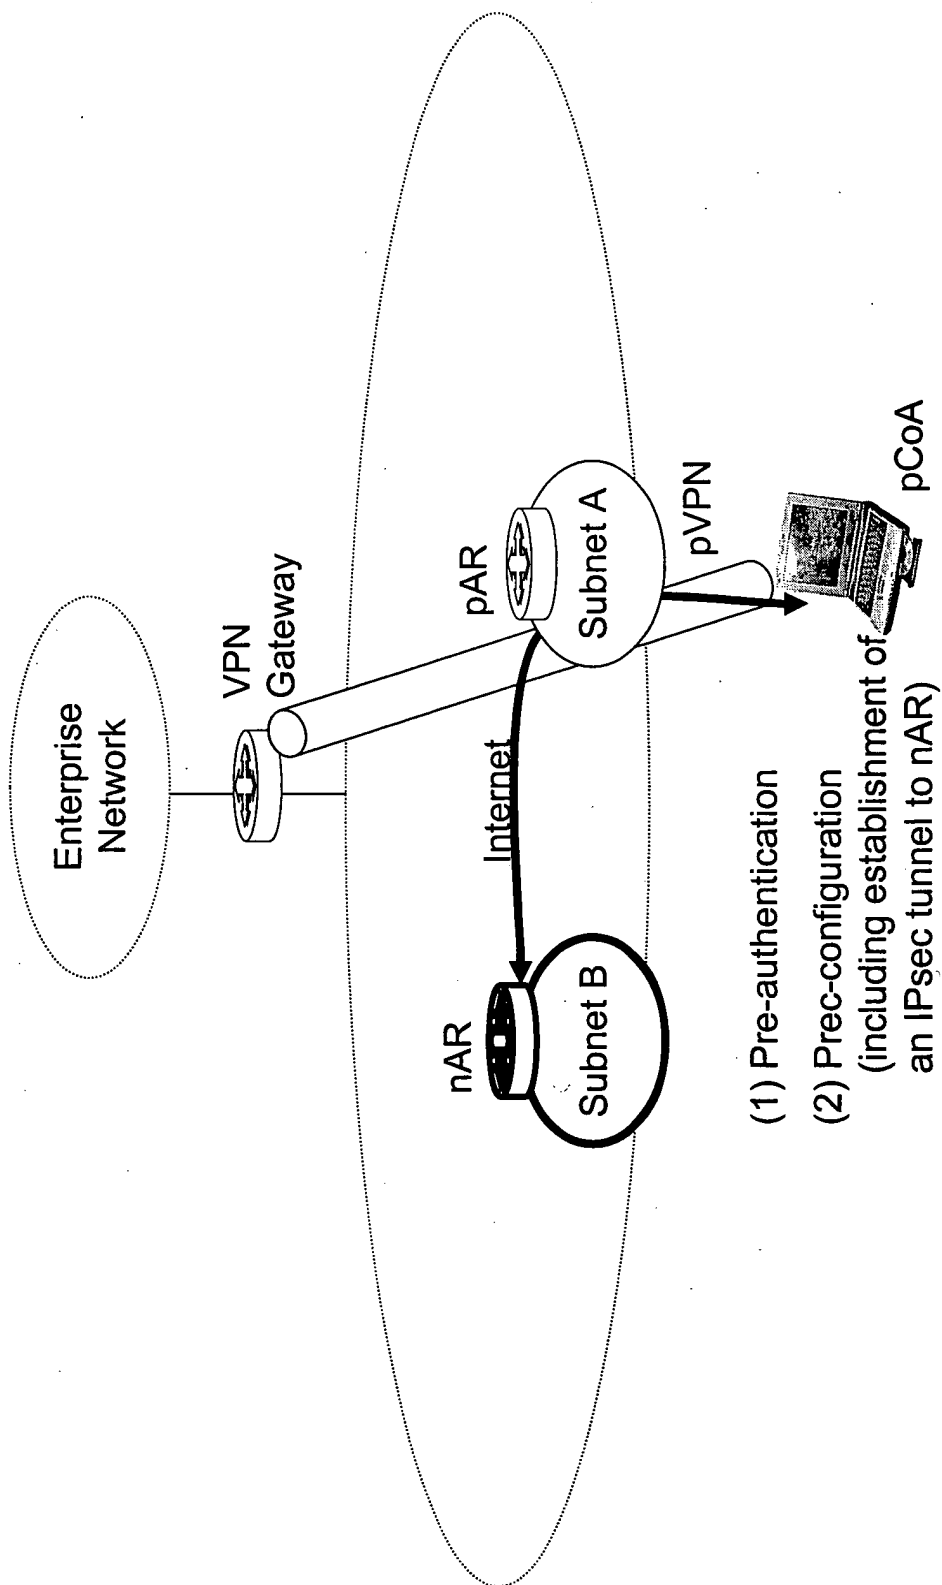 Enterprise
Network
VPN
Gateway
nAR
pAR
Internet
Subnet B
Subnet A
pVPN
pCoA
(1) Pre-authentication
(2) Prec-configuration
(including establishment of
an IPsec tunnel to nAR)